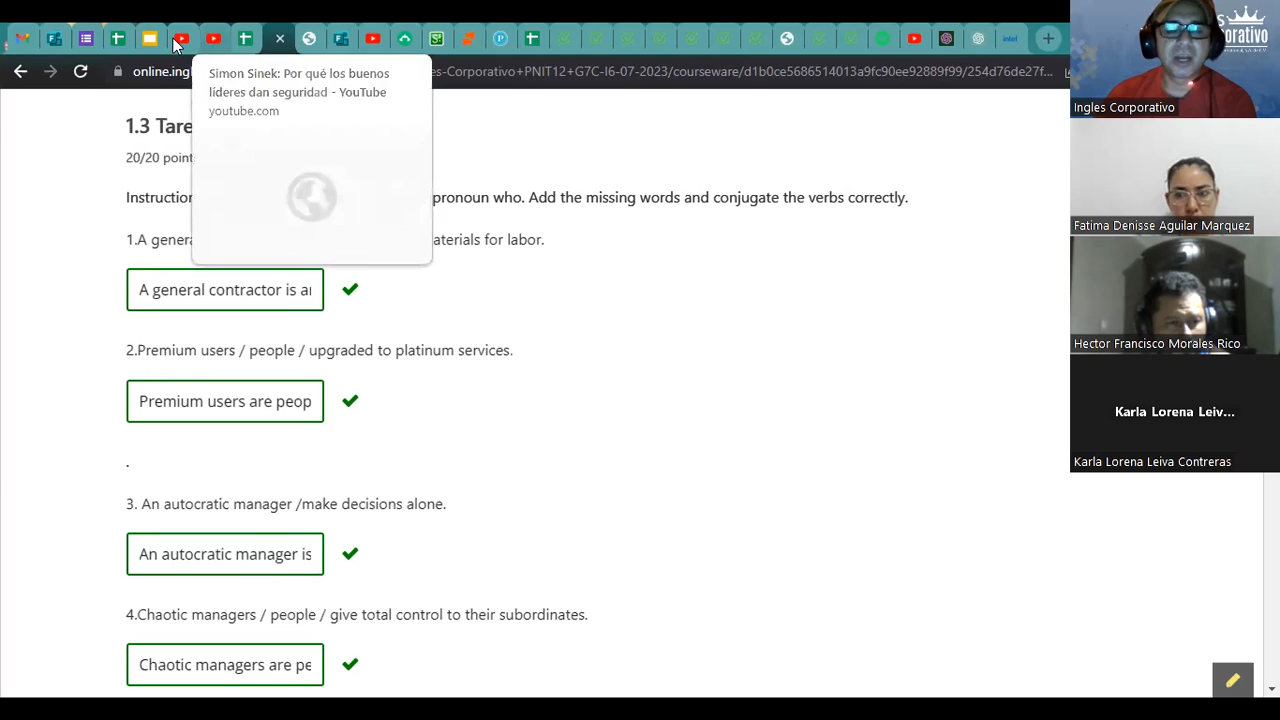 online.ingl
es-Corporativo+PNIT12+G7C-I6-07-2023/courseware/d1b0ce5686514013a9fc90ee92889f99/254d76de27f...
Simon Sinek: Por qué los buenos
líderes dan seguridad - YouTube
youtube.com
1.3 Tare
20/20 point
Instruction
pronoun who. Add the missing words and conjugate the verbs correctly.
1.A genera
aterials for labor.
A general contractor is an
2.Premium users / people / upgraded to platinum services.
Premium users are peop
.
3. An autocratic manager /make decisions alone.
An autocratic manager is
4.Chaotic managers / people / give total control to their subordinates.
Chaotic managers are pe
Ingles Corporativo
Fatima Denisse Aguilar Marquez
Hector Francisco Morales Rico
Karla Lorena Leiv...
Karla Lorena Leiva Contreras